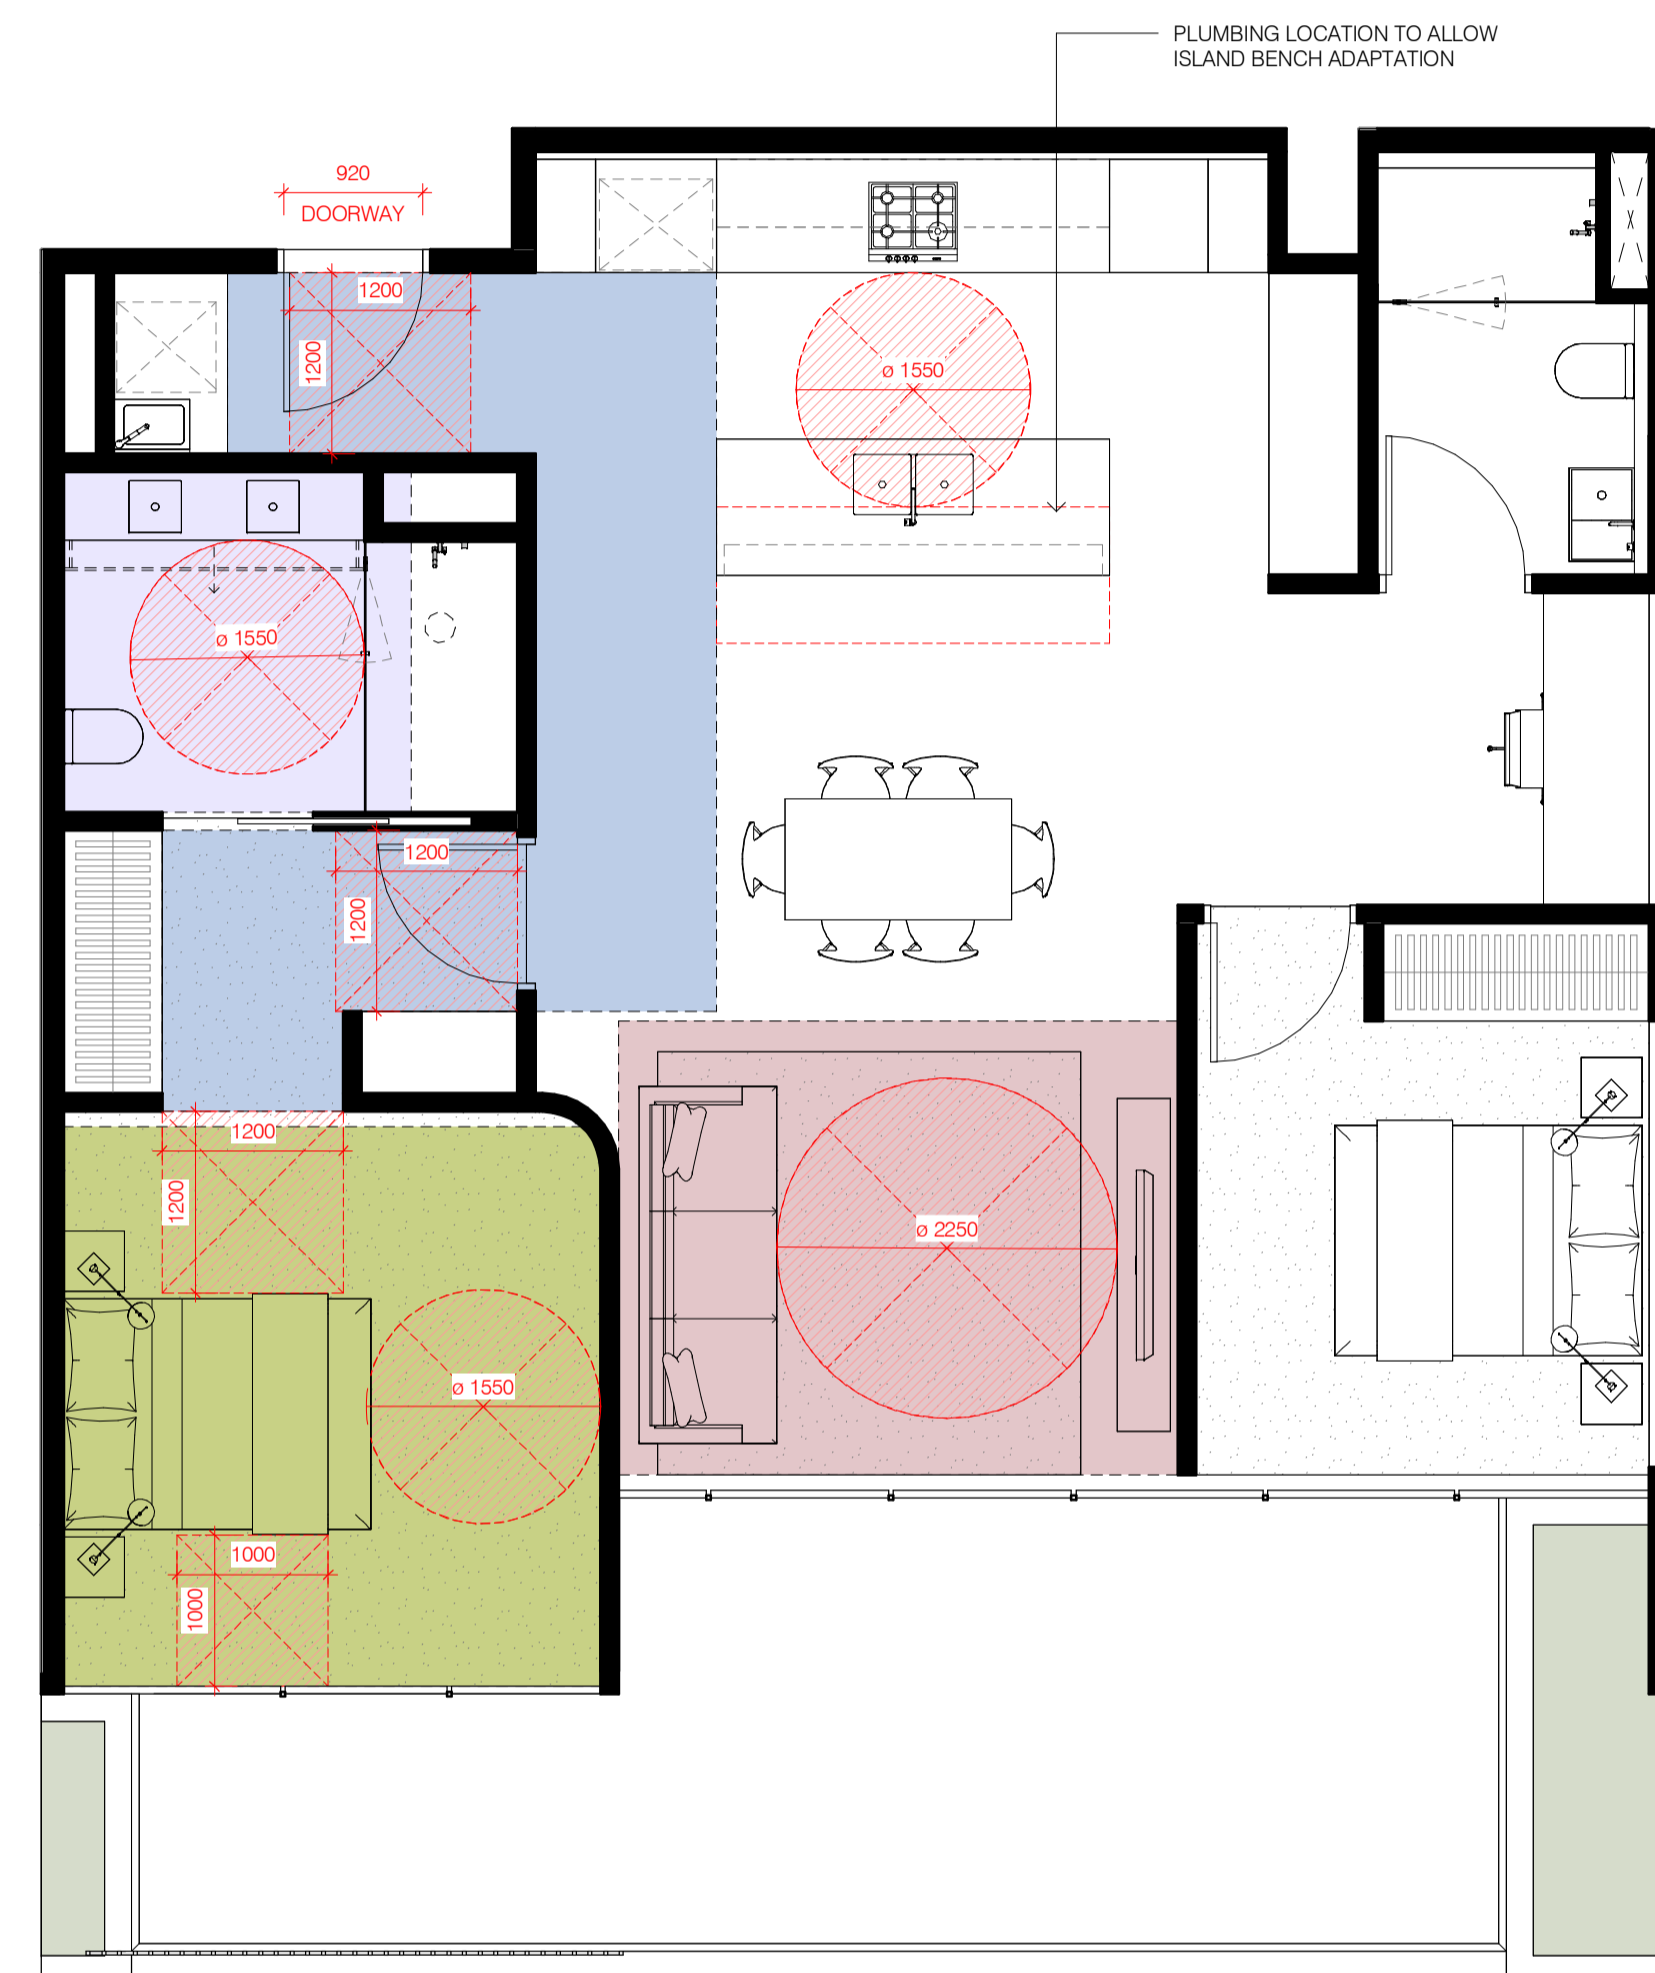 PLUMBING LOCATION TO ALLOW
ISLAND BENCH ADAPTATION
920
DOORWAY
1200
1200
ø 1550
ø 1550
1200
1200
1200
1200
ø 2250
ø 1550
1000
1000